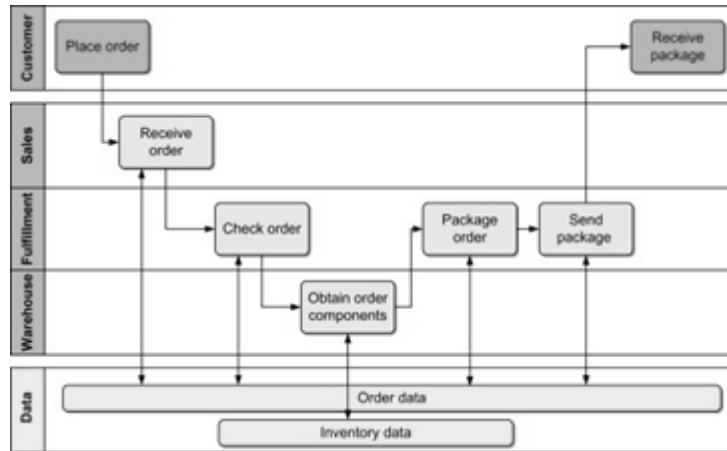 Customer
Place order
Receive
package
Sales
Receive
order
Fulfillment
Check order
Package
order
Send
package
Warehouse
Obtain order
components
Data
Order data
Inventory data